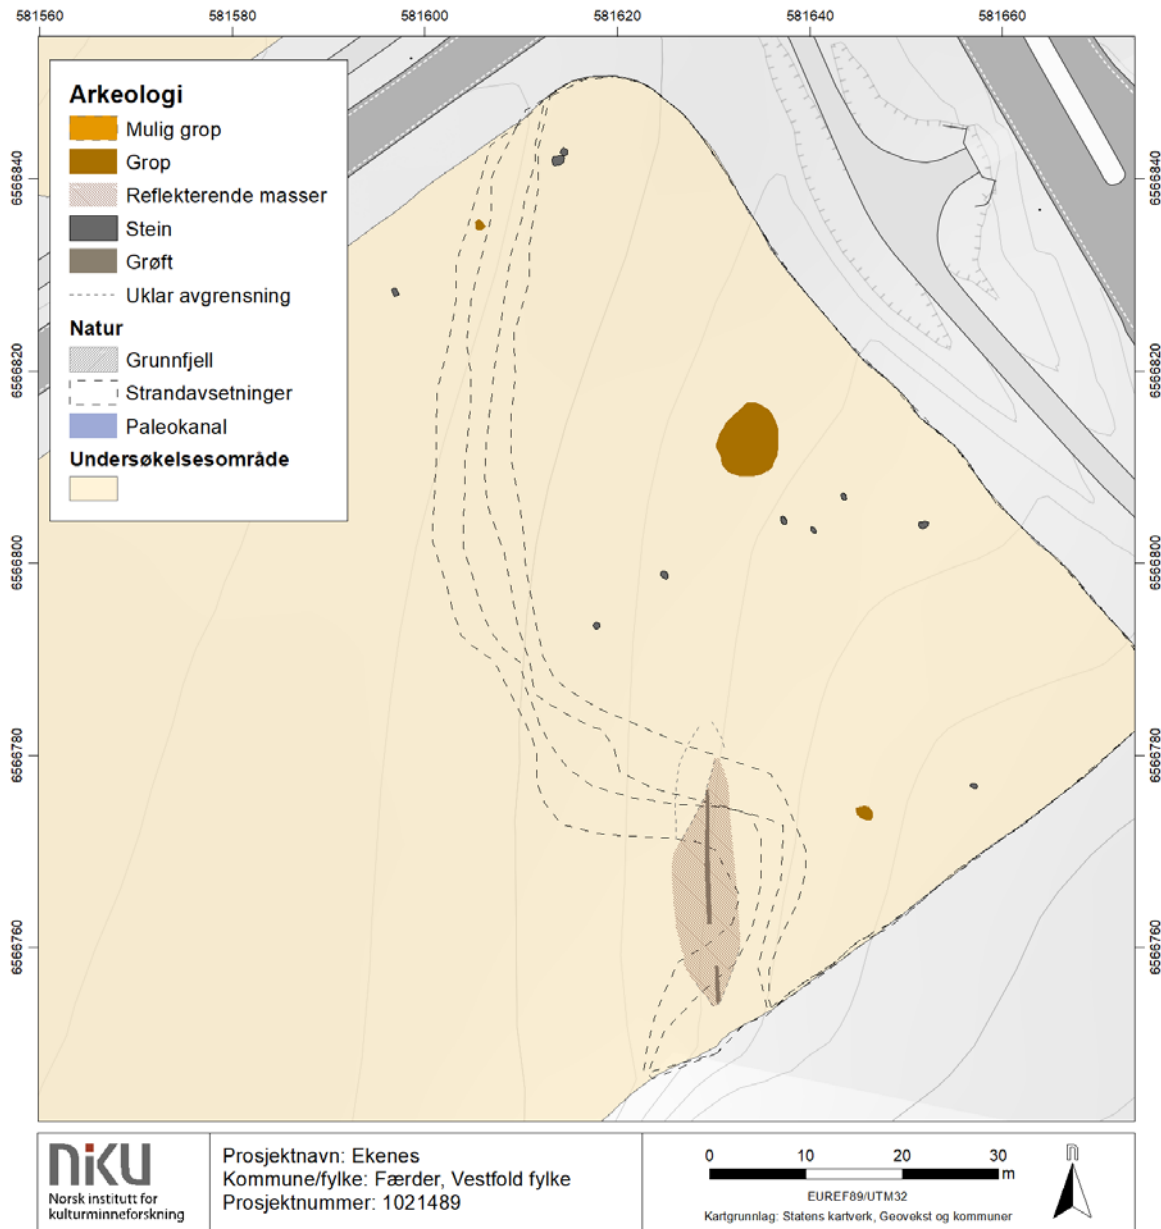 581560 581580 581600 581620 581640 581660
Arkeologi
Mulig grop
Grop
Reflekterende masser
Stein
Grøft
Uklar avgrensning
Natur
Grunnfjell
Strandavsetninger
Paleokanal
Undersøkelsesområde
6566840
6566820
6566800
6566780
6566760
6566840
6566820
6566800
6566780
6566760
NIKU
Norsk institutt for
kulturminneforskning
Prosjektnavn: Ekenes
Kommune/fylke: Færder, Vestfold fylke
Prosjektnummer: 1021489
0 10 20 30
m
EUREF89/UTM32
Kartgrunnlag: Statens kartverk, Geovekst og kommuner
n